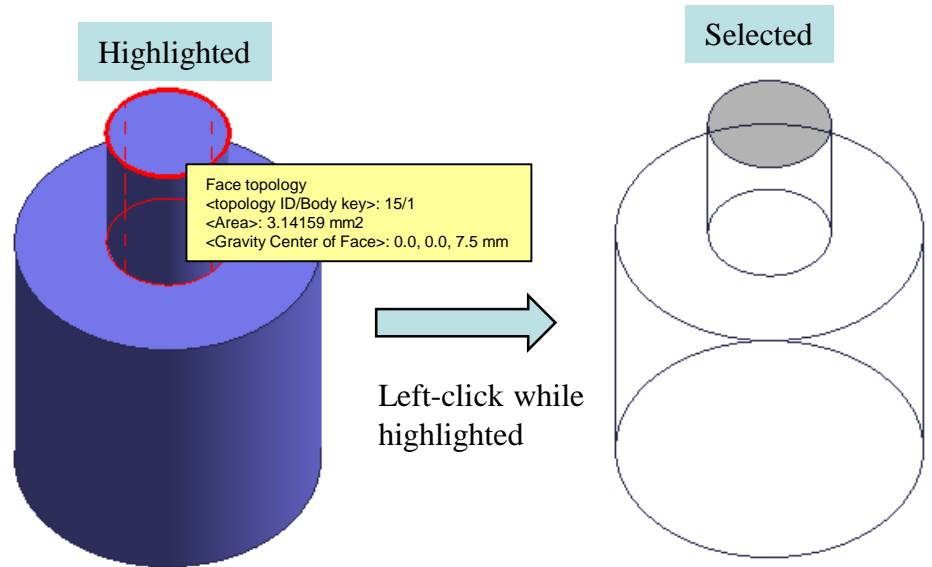 Highlighted
Selected
Face topology
<topology ID/Body key>: 15/1
<Area>: 3.14159 mm2
<Gravity Center of Face>: 0.0, 0.0, 7.5 mm
Left-click while
highlighted